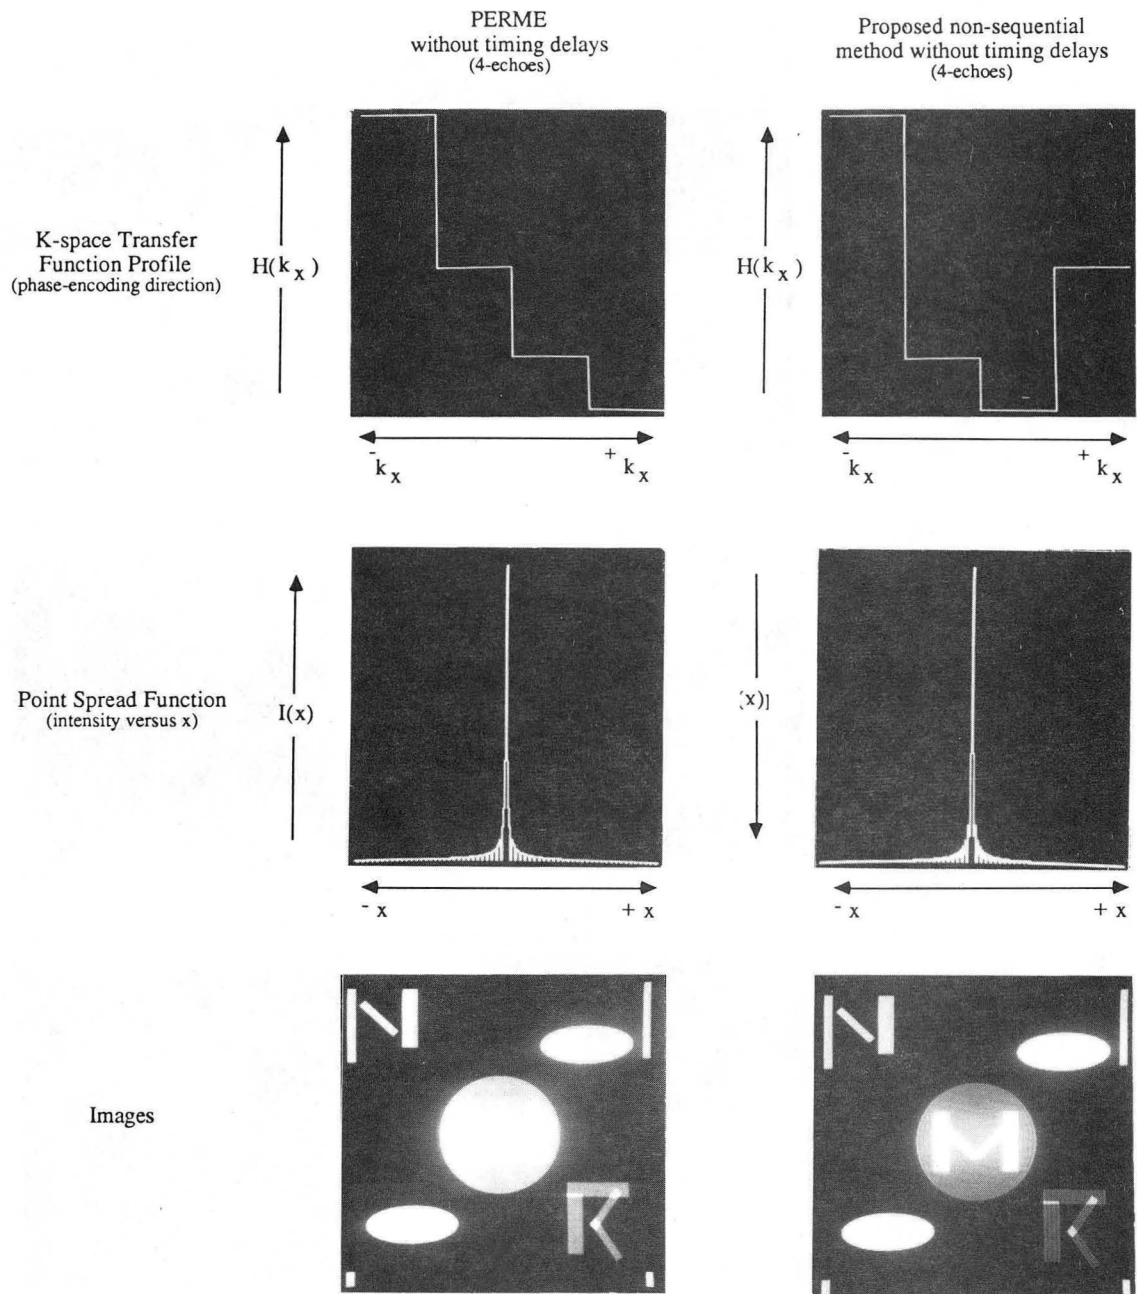 PERME
without timing delays
(4-echoes)
Proposed non-sequential
method without timing delays
(4-echoes)
K-space Transfer
Function Profile
(phase-encoding direction)
H(k x)
H(k x)
- k x
+ k x
- k x
+ k x
Point Spread Function
(intensity versus x)
I(x)
(x)]
- x
+ x
- x
+ x
Images
N I
R
N I
M
R